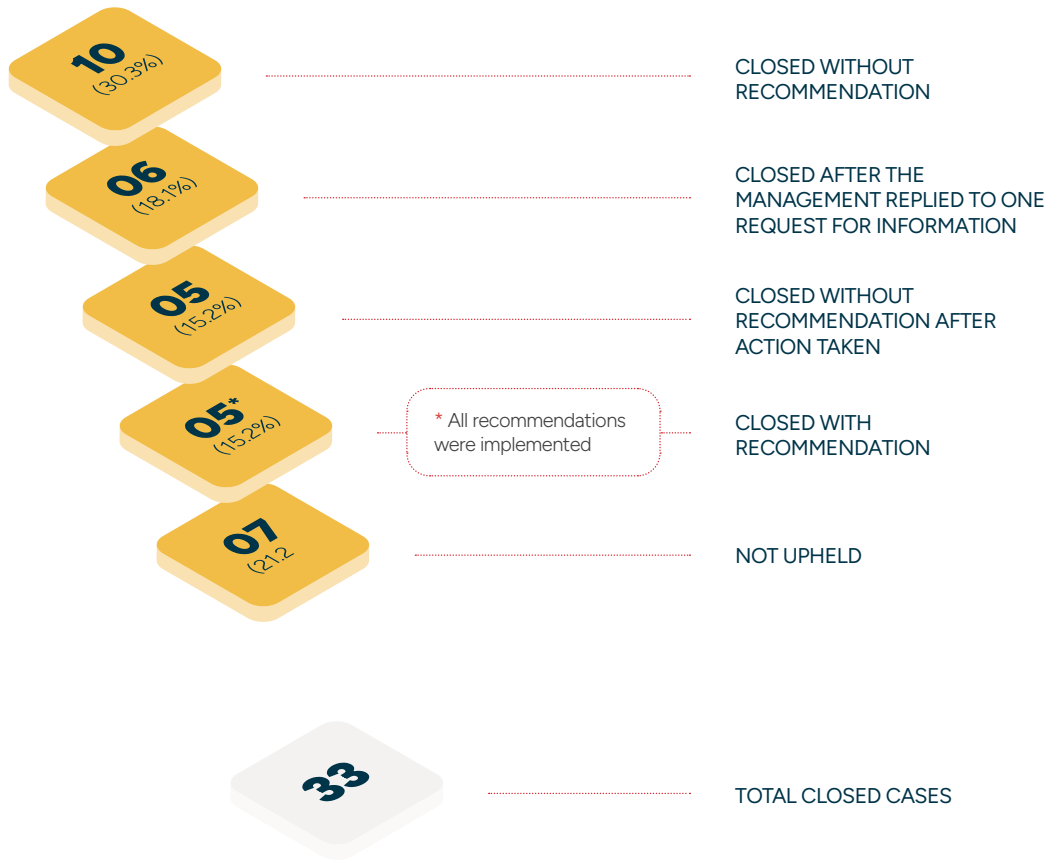 10
(30.3%)
CLOSED WITHOUT
RECOMMENDATION
06
(18.1%)
CLOSED AFTER THE
MANAGEMENT REPLIED TO ONE
REQUEST FOR INFORMATION
05
(15.2%)
CLOSED WITHOUT
RECOMMENDATION AFTER
ACTION TAKEN
05*
(15.2%)
* All recommendations
were implemented
CLOSED WITH
RECOMMENDATION
07
(21.2
NOT UPHELD
33
TOTAL CLOSED CASES